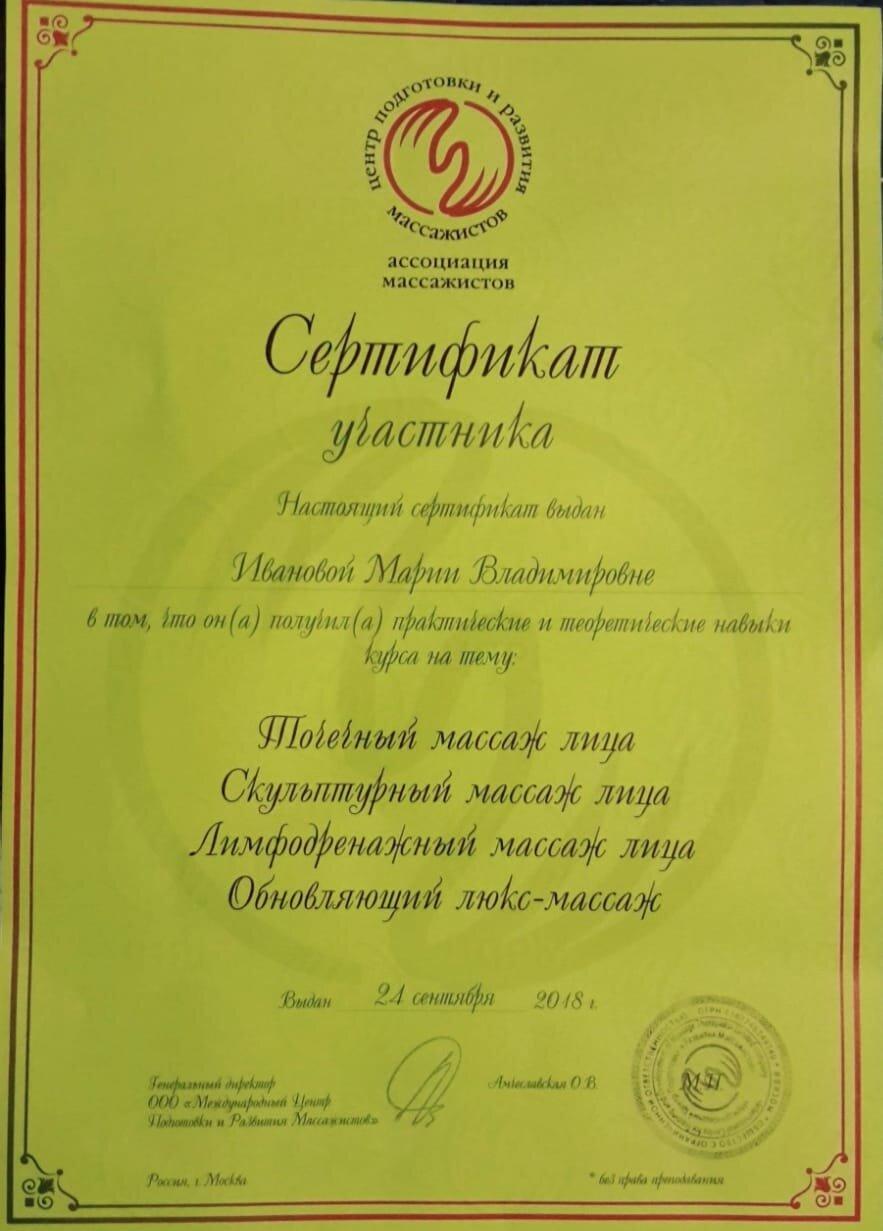 центр подготовки и развития
массажистов
ассоциация
массажистов
Сертификат
участника
Настоящий сертификат выдан
Ивановой Марии Владимировне
в том, что он(а) получил(а) практические и теоретические навыки
курса на тему:
Точечный массаж лица
Скульптурный массаж лица
Лимфодренажный массаж лица
Обновляющий люкс-массаж
Выдан 24 сентября 2018 г.
Генеральный директор
ООО «Международный Центр
Подготовки и Развития Массажистов»
Амчеславская О.В.
МП
Россия, г. Москва
* без права преподавания